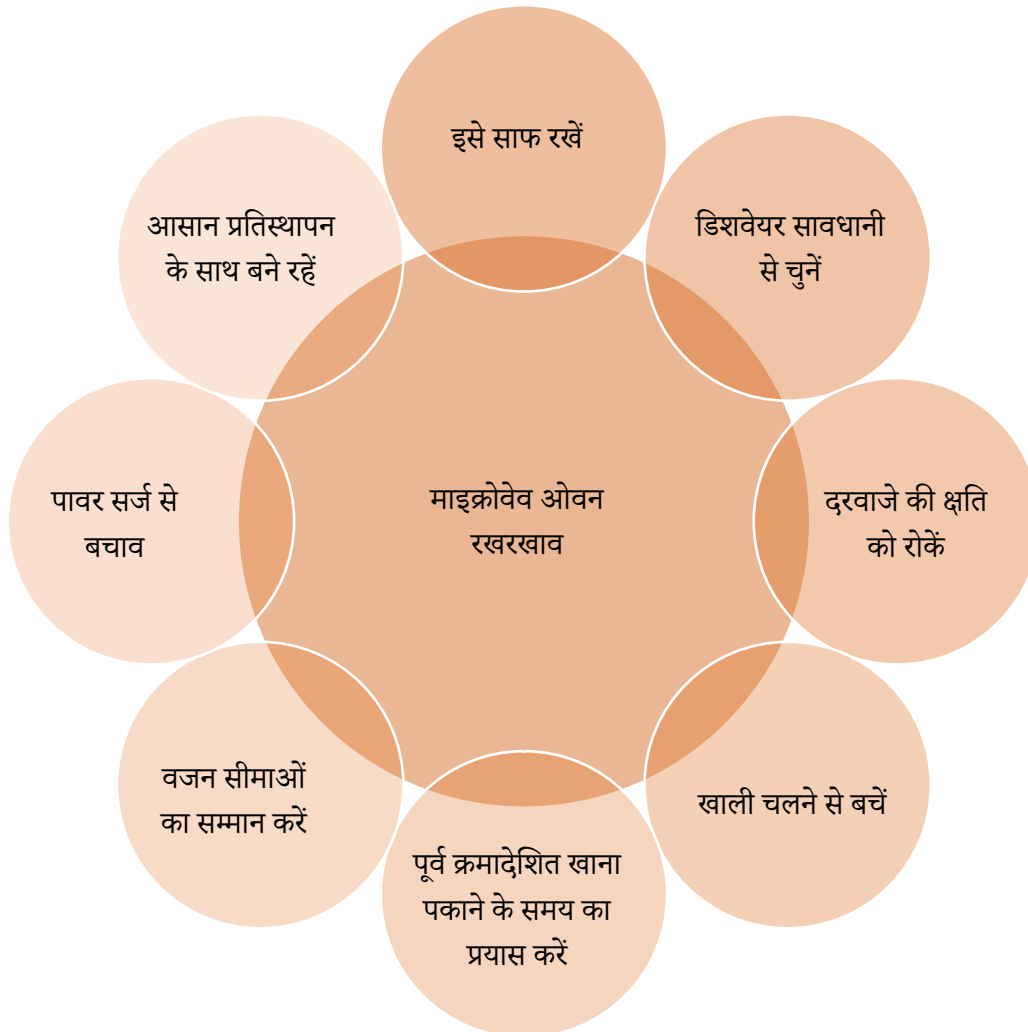 इसे साफ रखें
डिशवेयर सावधानी
से चुनें
दरवाजे की क्षति
को रोकें
खाली चलने से बचें
पूर्व क्रमादेशित खाना
पकाने के समय का
प्रयास करें
वजन सीमाओं
का सम्मान करें
पावर सर्ज से
बचाव
आसान प्रतिस्थापन
के साथ बने रहें
माइक्रोवेव ओवन
रखरखाव